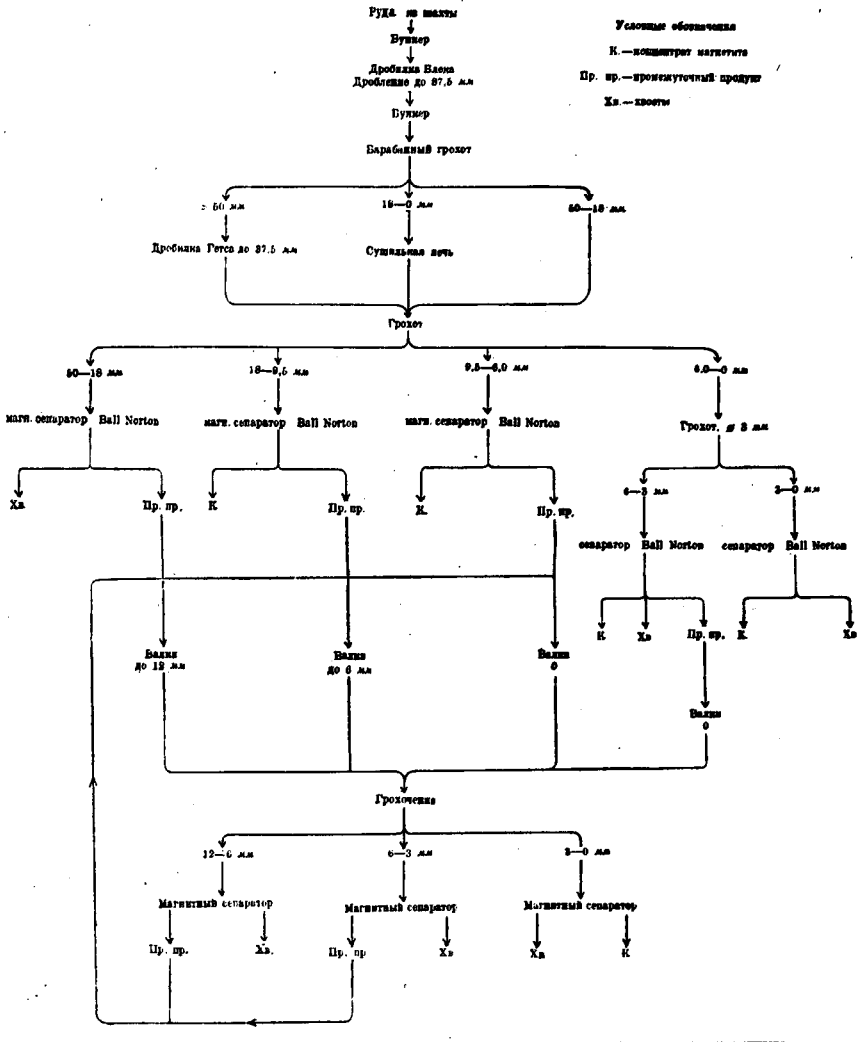 Руда из шахты
Бункер
Дробилка Блека
Дробление до 87,5 мм
Бункер
Барабанный грохот
Условные обозначения
К.—концентрат магнетита
Пр. пр.—промежуточный продукт
Хв.—хвосты
50 мм
18—0 мм
50—18 мм
Дробилка Гетса до 37,5 мм
Сушильная печь
Грохот
50—18 мм
18—9,5 мм
9,5—6,0 мм
6,0—0 мм
магн. сепаратор Ball Norton
магн. сепаратор Ball Norton
магн. сепаратор Ball Norton
Грохот, 3 мм
Хв
Пр. пр.
К
Пр. пр.
К.
Пр. пр.
6—3 мм
3—0 мм
сепаратор Ball Norton
сепаратор Ball Norton
К
Хв
Пр. пр.
К.
Хв
Валки
до 12 мм
Валки
до 6 мм
Валки
0
Валки
0
Грохочения
12—6 мм
6—3 мм
3—0 мм
Магнитный сепаратор
Магнитный сепаратор
Магнитный сепаратор
Пр. пр.
Хв.
Пр. пр
Хв
Хв
К